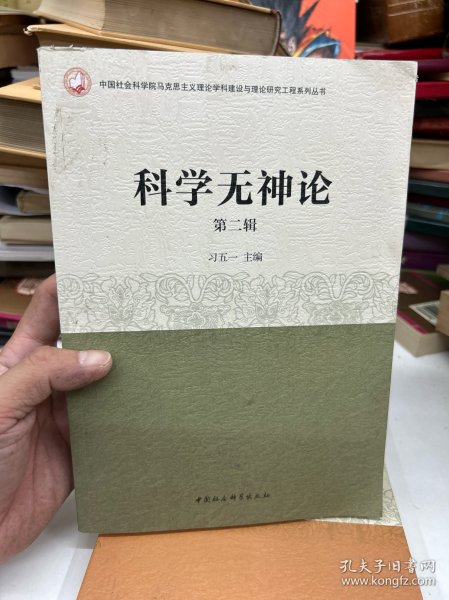 中国社会科学院马克思主义理论学科建设与理论研究工程系列丛书
科学无神论
第二辑
习五一 主编
中国社会科学出版社
孔夫子旧书网
www.kongfz.com